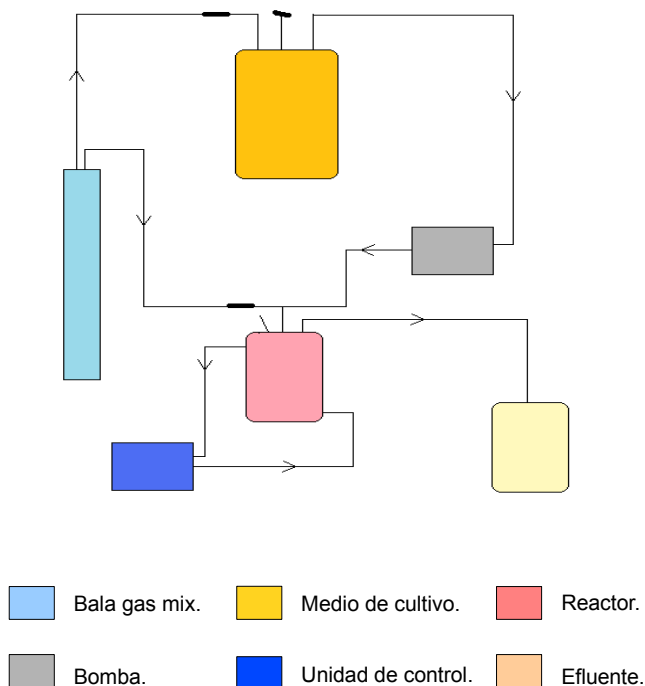 Bala gas mix.
Medio de cultivo.
Reactor.
Bomba.
Unidad de control.
Efluente.